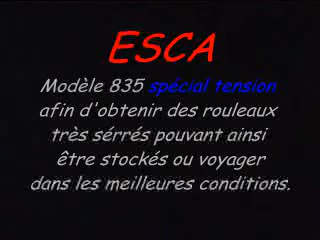 ESCA
Modèle 835 spécial tension
afin d'obtenir des rouleaux
très sérrés pouvant ainsi
être stockés ou voyager
dans les meilleures conditions.